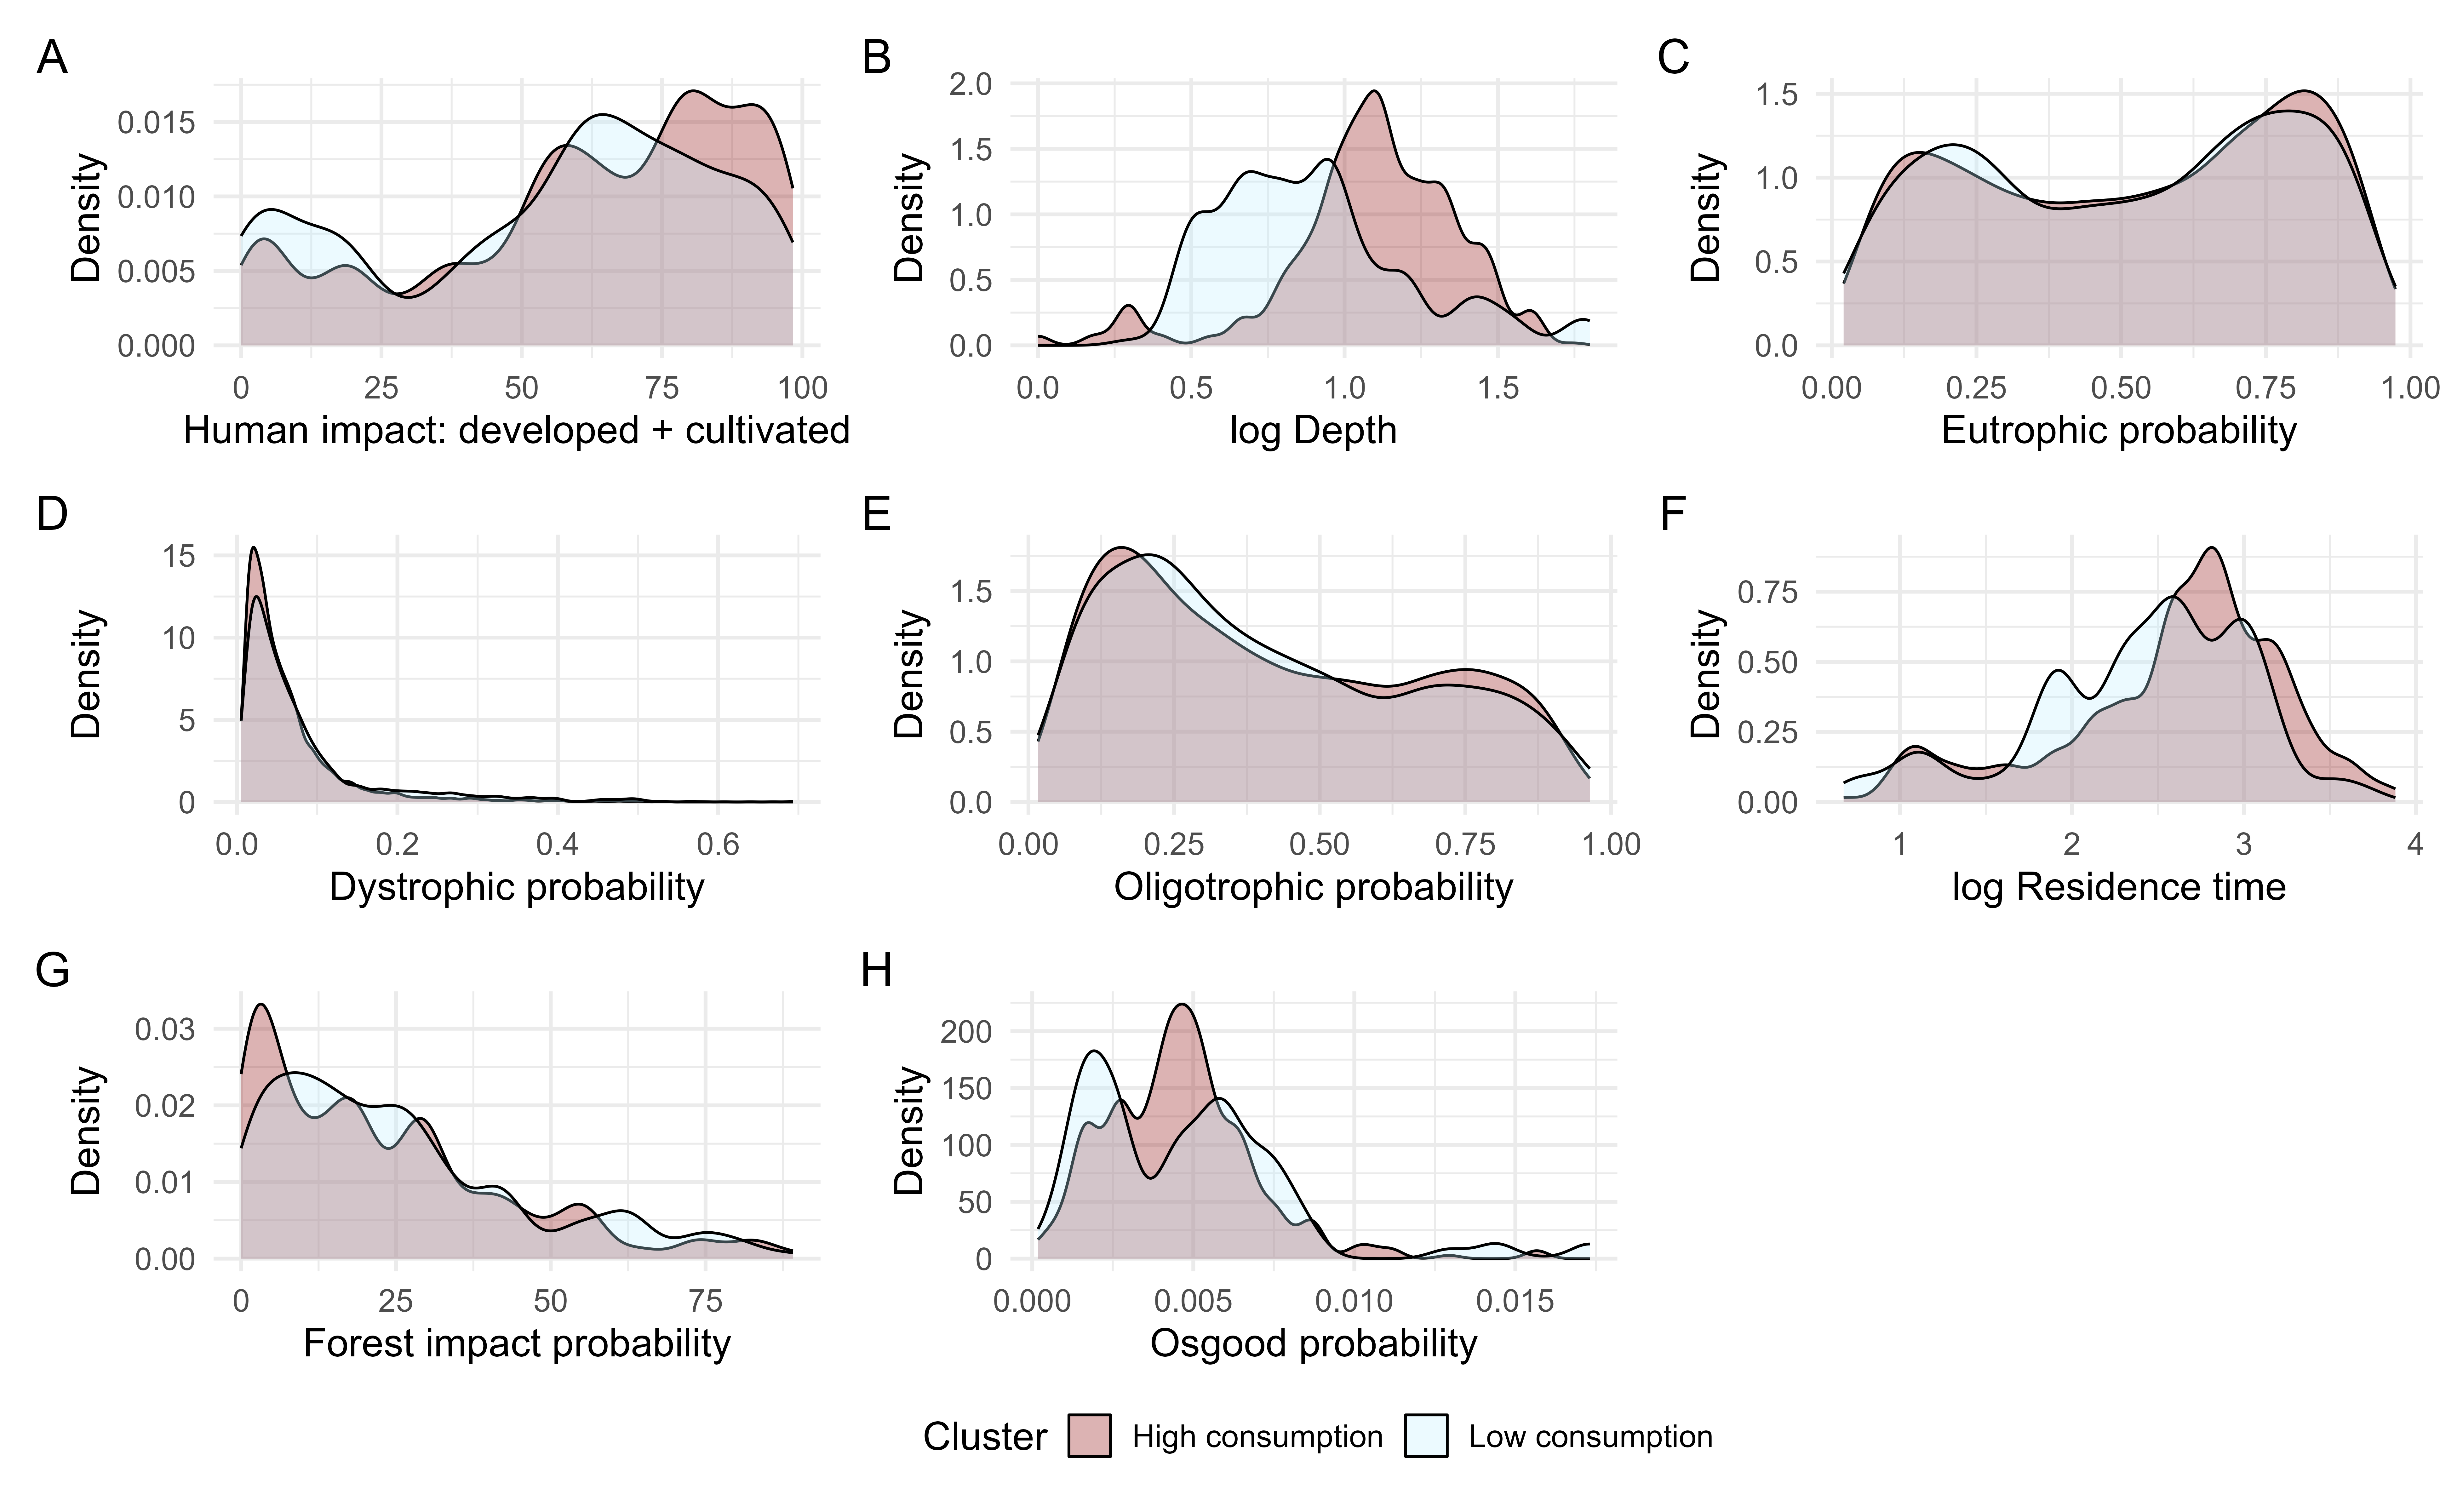 A
0.015
0.010
0.005
0.000
Density
0 25 50 75 100
Human impact: developed + cultivated
B
2.0
1.5
1.0
0.5
0.0
Density
0.0 0.5 1.0 1.5
log Depth
C
1.5
1.0
0.5
0.0
Density
0.00 0.25 0.50 0.75 1.00
Eutrophic probability
D
15
10
5
0
Density
0.0 0.2 0.4 0.6
Dystrophic probability
E
1.5
1.0
0.5
0.0
Density
0.00 0.25 0.50 0.75 1.00
Oligotrophic probability
F
0.75
0.50
0.25
0.00
Density
1 2 3 4
log Residence time
G
0.03
0.02
0.01
0.00
Density
0 25 50 75
Forest impact probability
H
200
150
100
50
0
Density
0.000 0.005 0.010 0.015
Osgood probability
Cluster High consumption Low consumption